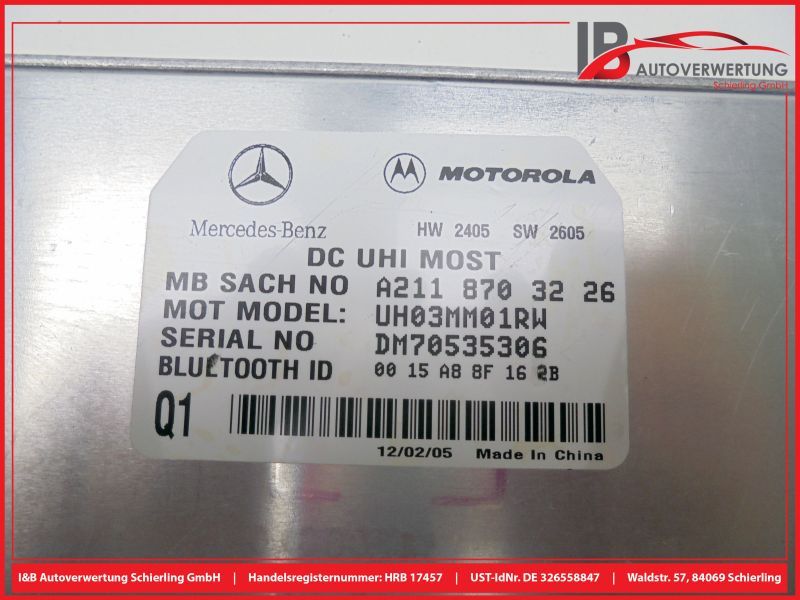 IB AUTOVERWERTUNG
Schierling GmbH
Mercedes-Benz
MOTOROLA
HW 2405 SW 2605
DC UHI MOST
MB SACH NO A211 870 32 26
MOT MODEL: UH03MM01RW
SERIAL NO DM70535306
BLUETOOTH ID 00 15 A8 8F 16 2B
Q1
12/02/05 Made In China
I&B Autoverwertung Schierling GmbH | Handelsregisternummer: HRB 17457 | UST-IdNr. DE 326558847 | Waldstr. 57, 84069 Schierling